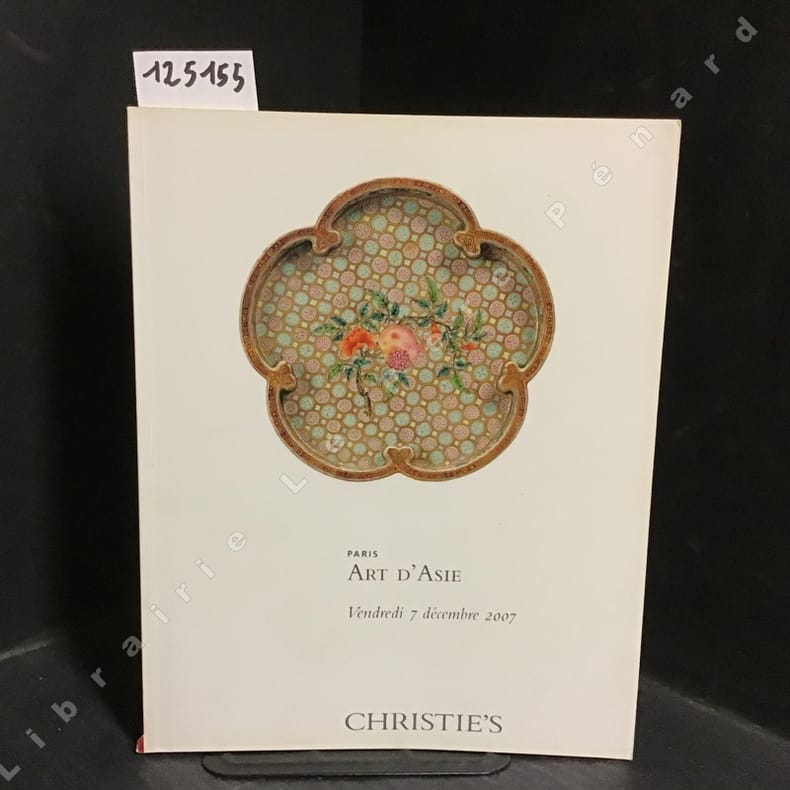 125155
PARIS
ART D'ASIE
Vendredi 7 décembre 2007
CHRISTIE'S
Librairie Le Pénard